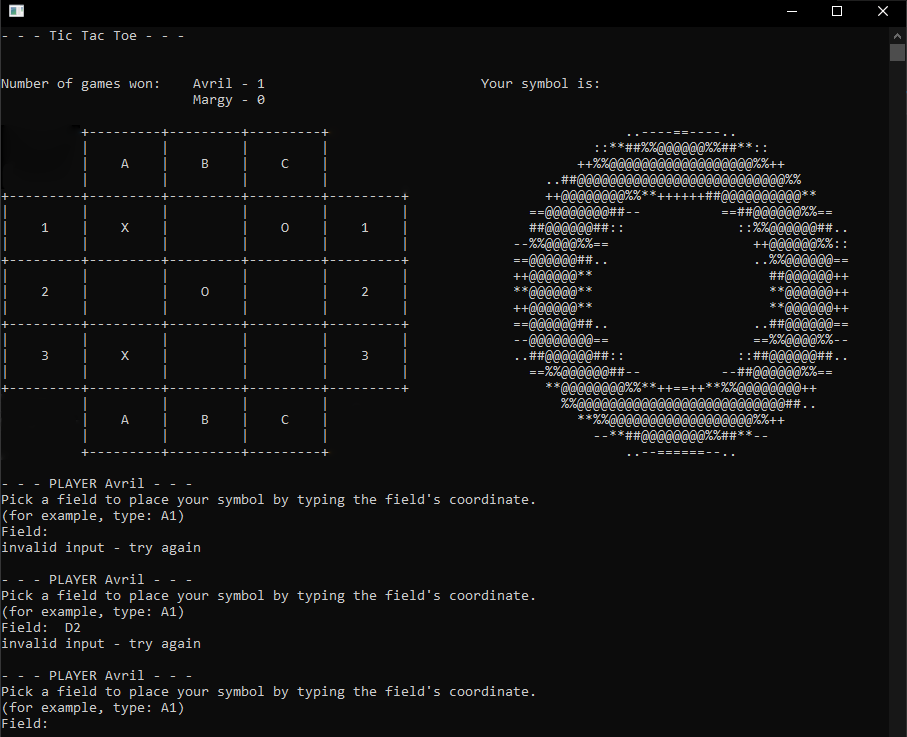 - - - Tic Tac Toe - - -
Number of games won:    Avril - 1    Your symbol is:
Margy - 0
A B C
1 X O 1
2 O 2
3 X 3
A B C
- - - PLAYER Avril - - -
Pick a field to place your symbol by typing the field's coordinate.
(for example, type: A1)
Field:
invalid input - try again
- - - PLAYER Avril - - -
Pick a field to place your symbol by typing the field's coordinate.
(for example, type: A1)
Field:  D2
invalid input - try again
- - - PLAYER Avril - - -
Pick a field to place your symbol by typing the field's coordinate.
(for example, type: A1)
Field: